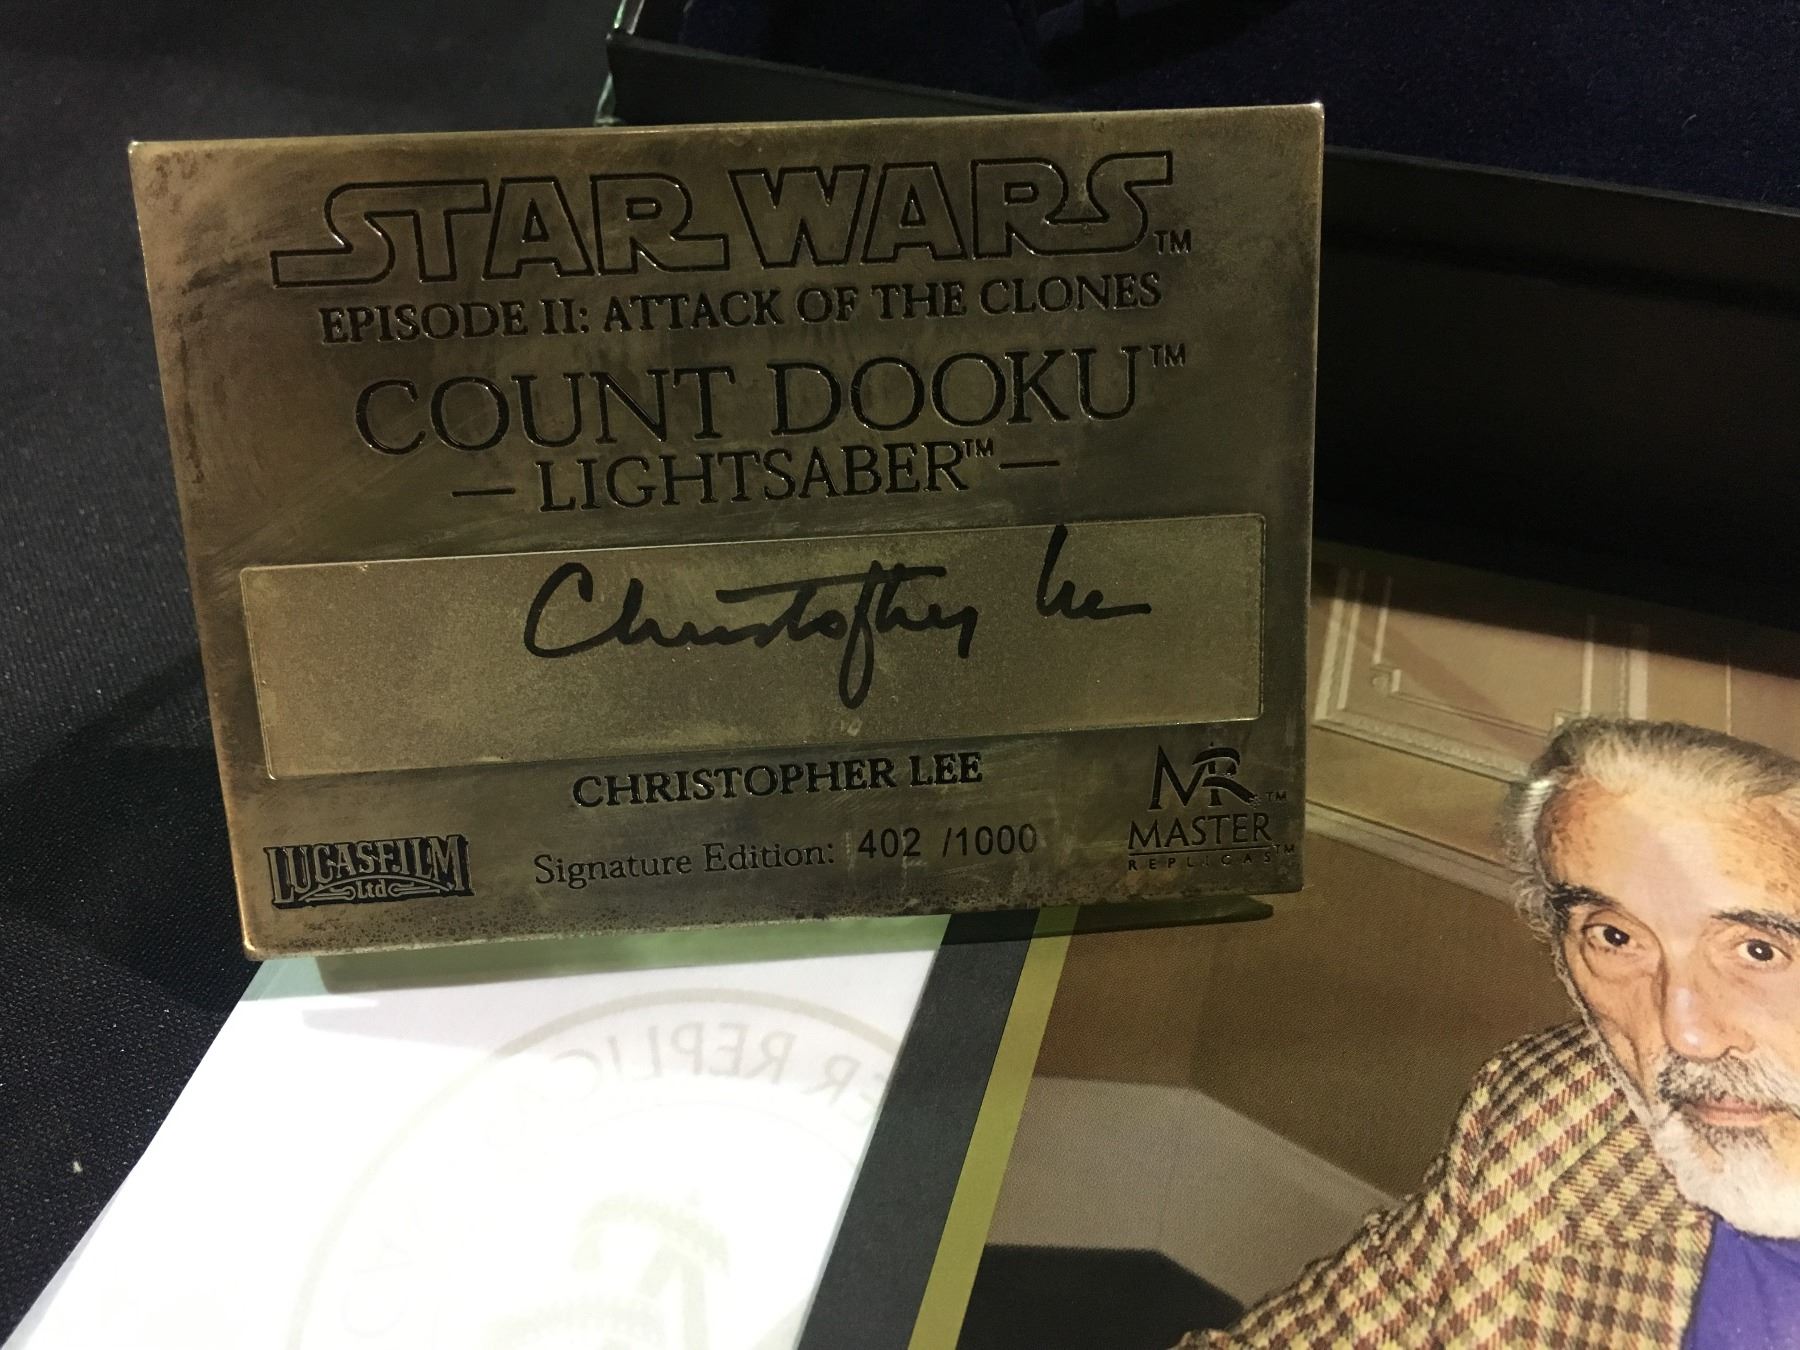 STAR WARS™
EPISODE II: ATTACK OF THE CLONES
COUNT DOOKU™
— LIGHTSABER™ —
Christopher Lee
CHRISTOPHER LEE
LUCASFILM
Ltd
Signature Edition: 402 /1000
MR™
MASTER
REPLICAS™